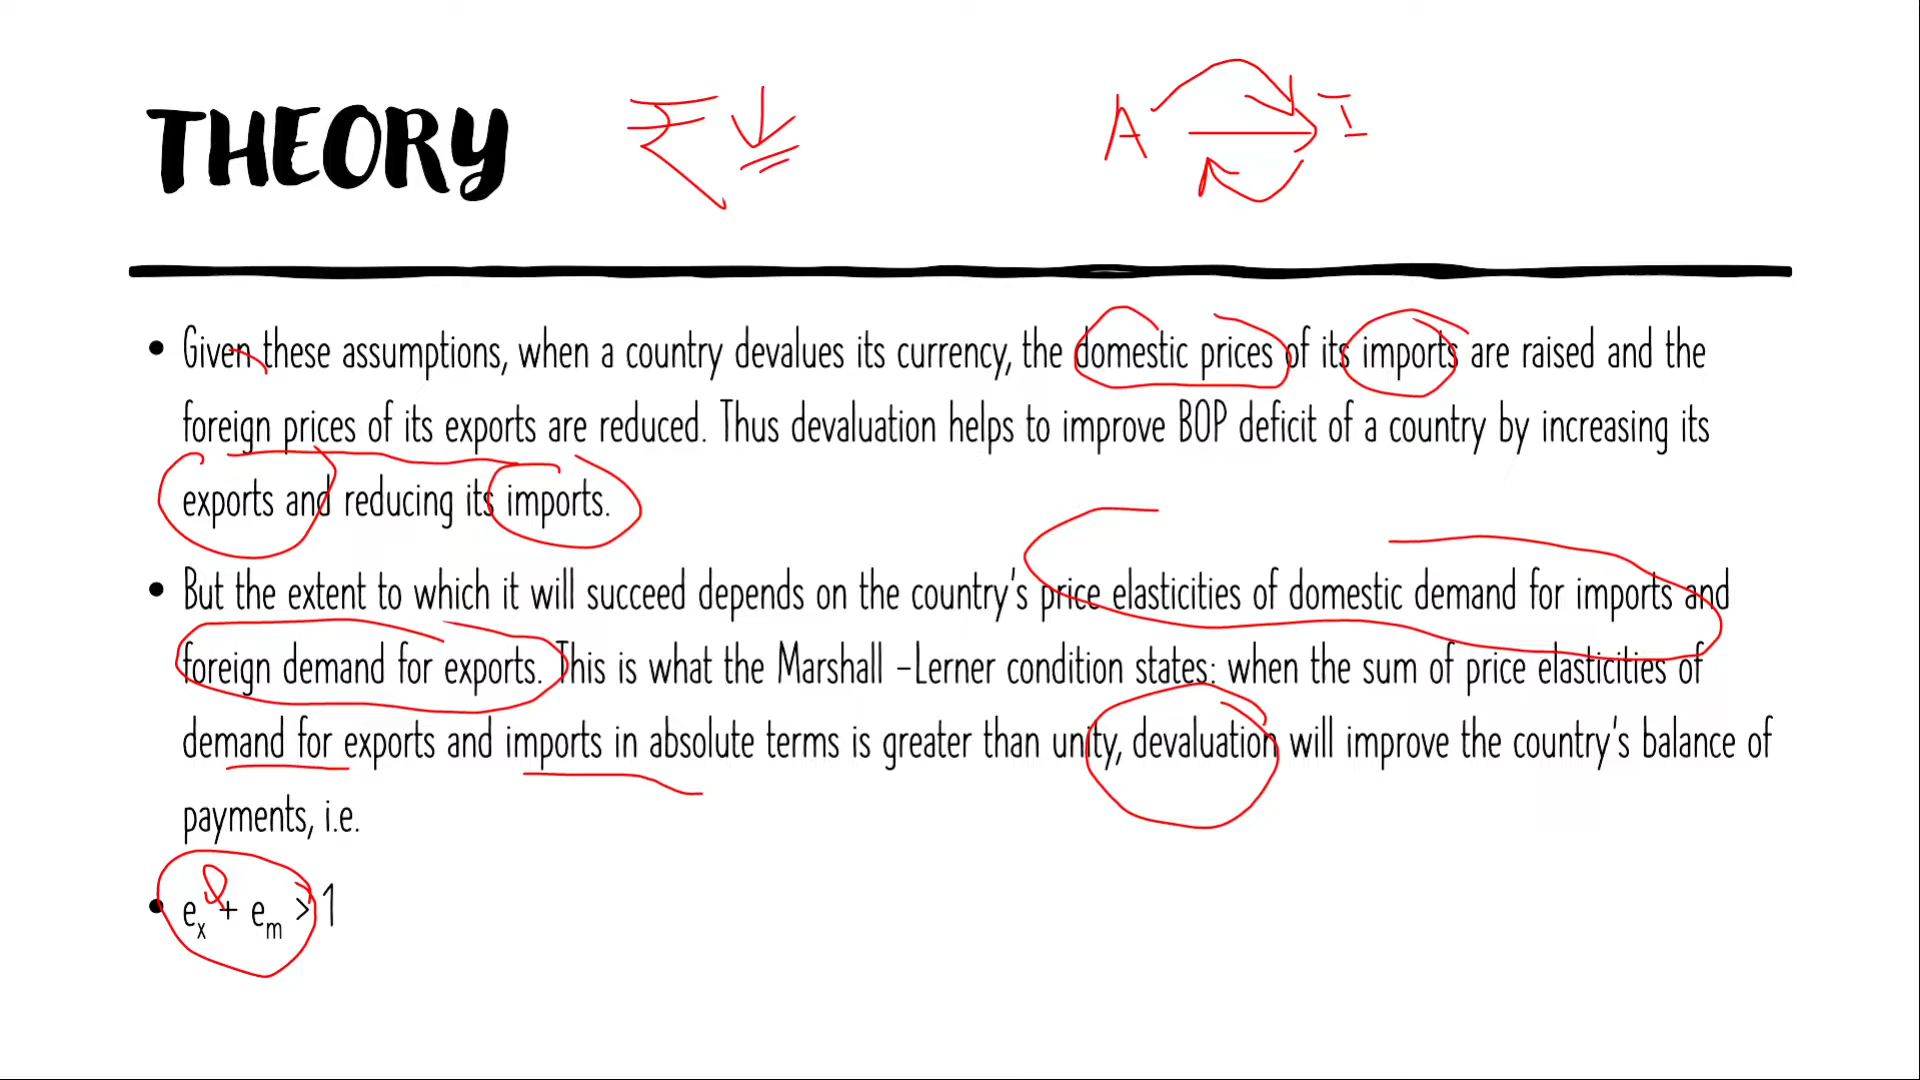 THEORY ₹ A I
• Given these assumptions, when a country devalues its currency, the domestic prices of its imports are raised and the
foreign prices of its exports are reduced. Thus devaluation helps to improve BOP deficit of a country by increasing its
exports and reducing its imports.
• But the extent to which it will succeed depends on the country's price elasticities of domestic demand for imports and
foreign demand for exports. This is what the Marshall –Lerner condition states: when the sum of price elasticities of
demand for exports and imports in absolute terms is greater than unity, devaluation will improve the country's balance of
payments, i.e.
• eₓ + eₘ > 1